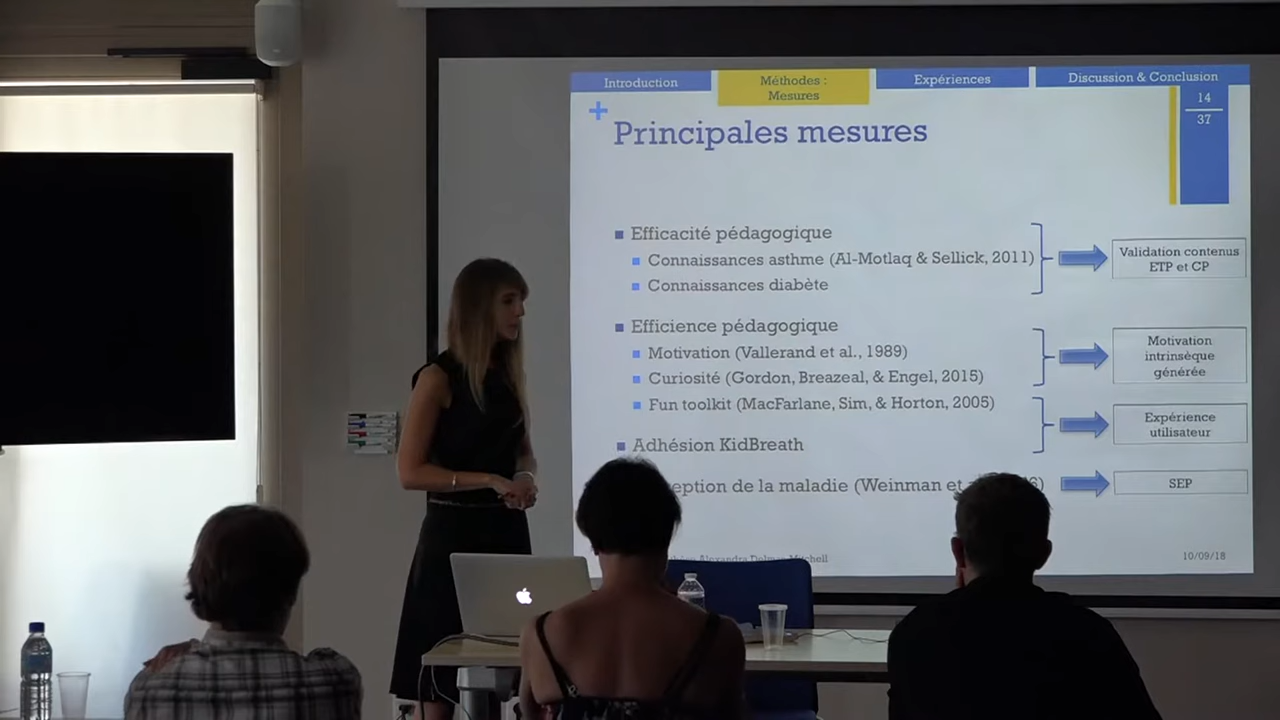 Introduction
Méthodes :
Mesures
Expériences
Discussion & Conclusion
14
37
Principales mesures
Efficacité pédagogique
Connaissances asthme (Al-Motlaq & Sellick, 2011)
Connaissances diabète
Validation contenus
ETP et CP
Efficience pédagogique
Motivation (Vallerand et al., 1989)
Curiosité (Gordon, Breazeal, & Engel, 2015)
Fun toolkit (MacFarlane, Sim, & Horton, 2005)
Motivation
intrinsèque
générée
Adhésion KidBreath
Expérience
utilisateur
de la maladie (Weinman et
SEP
Alexandra Delmas Mitchell
10/09/18